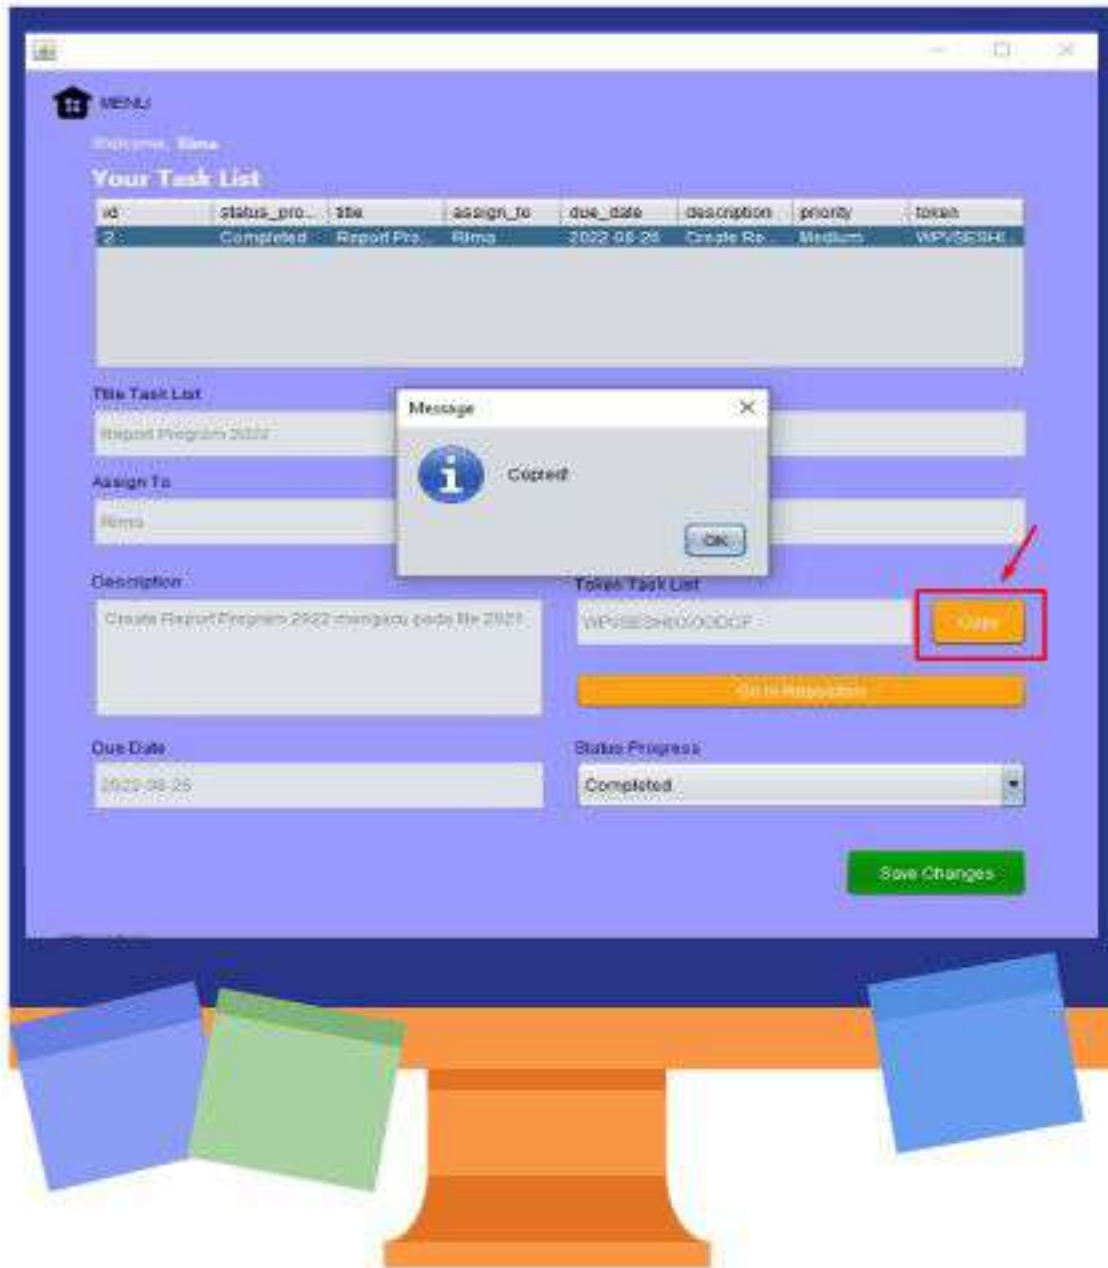 MENU
Welcome, Rima
Your Task List
id status_pro... title assign_to due_date description priority token
2 Completed Report Pro... Rima 2022-08-26 Create Re... Medium WPVSESHI...
Title Task List
Report Program 2022
Message
Copied!
OK
Assign To
Rima
Description
Create Report Program 2022 mengacu pada file 2021
Token Task List
Copy
Go to Repository
Due Date
2022-08-26
Status Progress
Completed
Save Changes